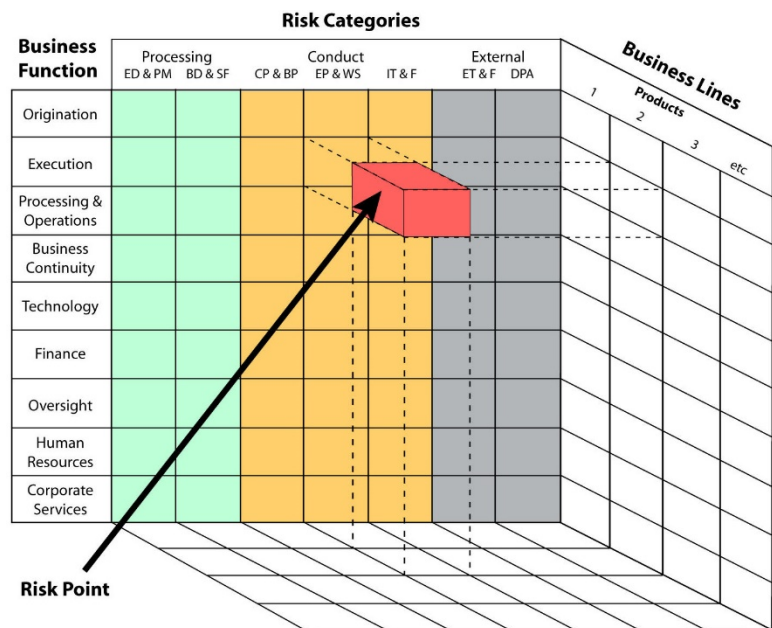 Risk Categories
Business
Function
Processing
Conduct
External
ED & PM
BD & SF
CP & BP
EP & WS
IT & F
ET & F
DPA
Business Lines
Products
1
2
3
etc
Origination
Execution
Processing &
Operations
Business
Continuity
Technology
Finance
Oversight
Human
Resources
Corporate
Services
Risk Point